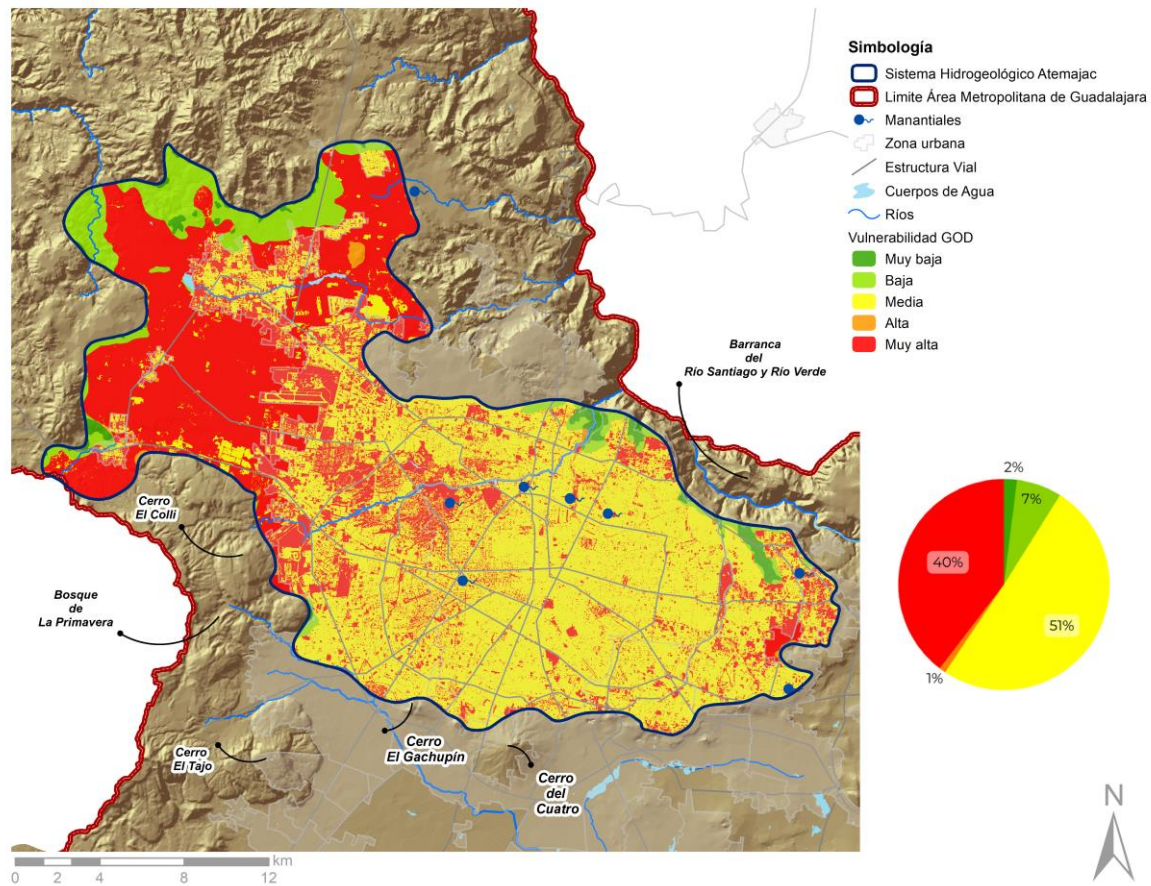 Simbología
Sistema Hidrogeológico Atemajac
Limite Área Metropolitana de Guadalajara
Manantiales
Zona urbana
Estructura Vial
Cuerpos de Agua
Ríos
Vulnerabilidad GOD
Muy baja
Baja
Media
Alta
Muy alta
Barranca
del
Río Santiago y Río Verde
Cerro
El Colli
Bosque
de
La Primavera
Cerro
El Tajo
Cerro
El Gachupín
Cerro
del
Cuatro
2%
7%
40%
51%
1%
N
km
0 2 4 8 12